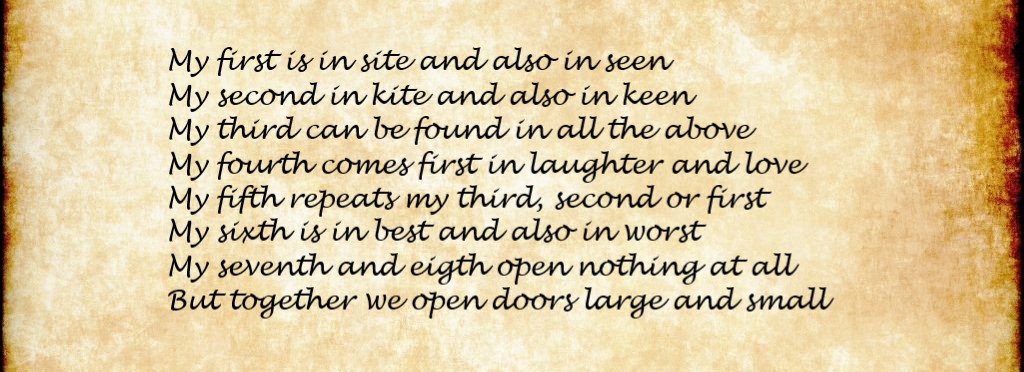 My first is in site and also in seen
My second in kite and also in keen
My third can be found in all the above
My fourth comes first in laughter and love
My fifth repeats my third, second or first
My sixth is in best and also in worst
My seventh and eigth open nothing at all
But together we open doors large and small